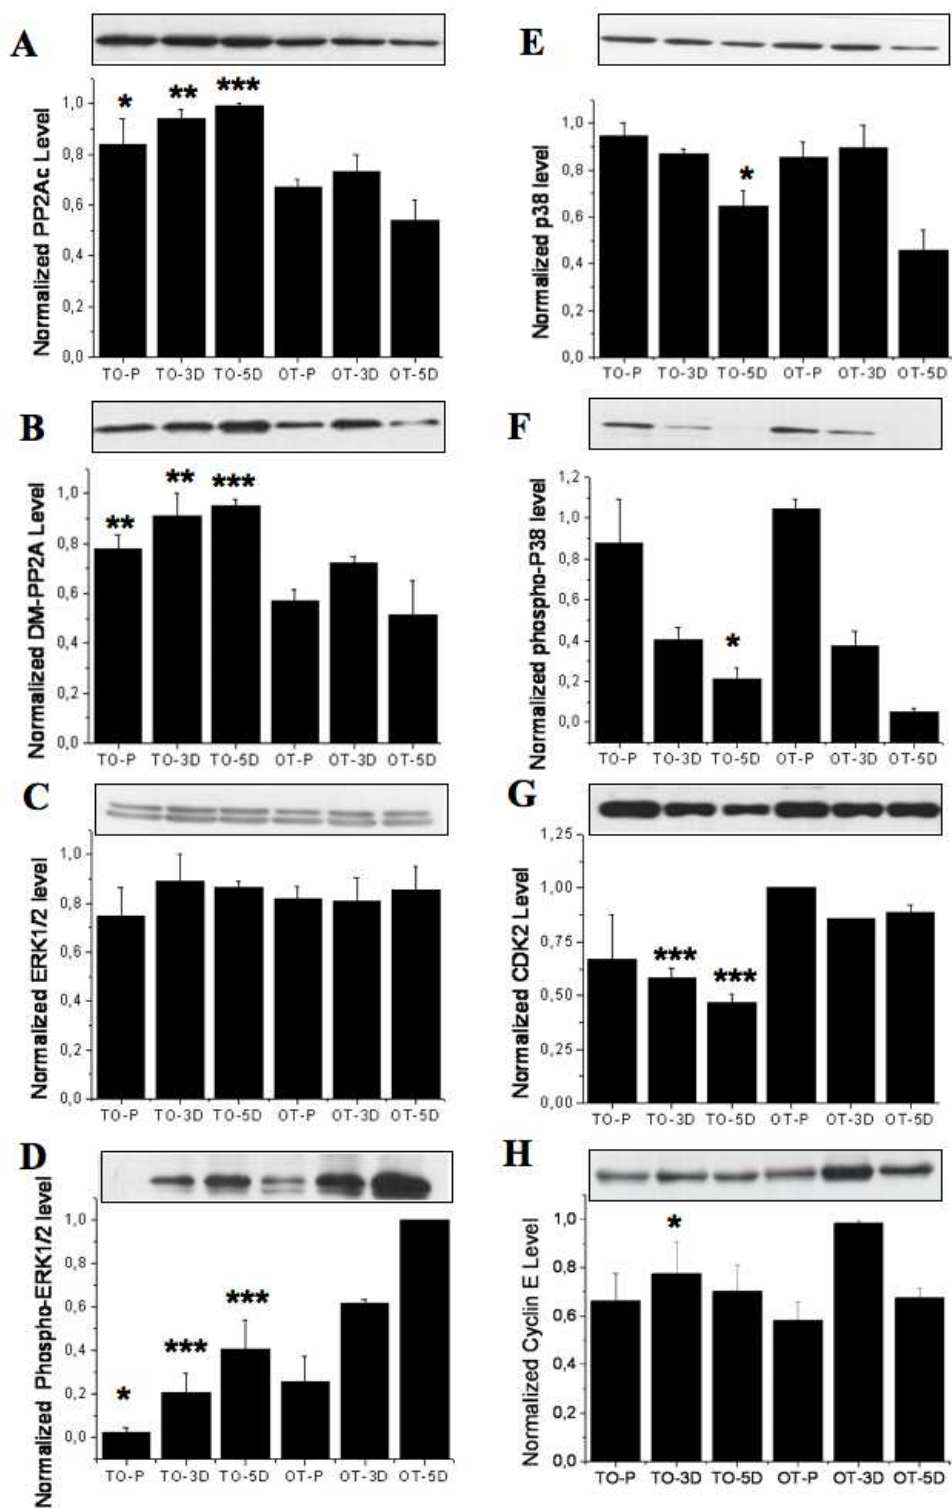 A
* ** ***
Normalized PP2Ac Level
1,0
0,8
0,6
0,4
0,2
0,0
TO-P TO-3D TO-5D OT-P OT-3D OT-5D
B
** ** ***
Normalized DM-PP2A Level
1,0
0,8
0,6
0,4
0,2
0,0
TO-P TO-3D TO-5D OT-P OT-3D OT-5D
C
Normalized ERK1/2 level
1,0
0,8
0,6
0,4
0,2
0,0
TO-P TO-3D TO-5D OT-P OT-3D OT-5D
D
* *** ***
Normalized Phospho-ERK1/2 level
1,0
0,8
0,6
0,4
0,2
0,0
TO-P TO-3D TO-5D OT-P OT-3D OT-5D
E
*
Normalized p38 level
1,0
0,8
0,6
0,4
0,2
0,0
TO-P TO-3D TO-5D OT-P OT-3D OT-5D
F
*
Normalized phospho-P38 level
1,2
1,0
0,8
0,6
0,4
0,2
0,0
TO-P TO-3D TO-5D OT-P OT-3D OT-5D
G
*** ***
Normalized CDK2 Level
1,25
1,00
0,75
0,50
0,25
0,00
TO-P TO-3D TO-5D OT-P OT-3D OT-5D
H
*
Normalized Cyclin E Level
1,0
0,8
0,6
0,4
0,2
0,0
TO-P TO-3D TO-5D OT-P OT-3D OT-5D